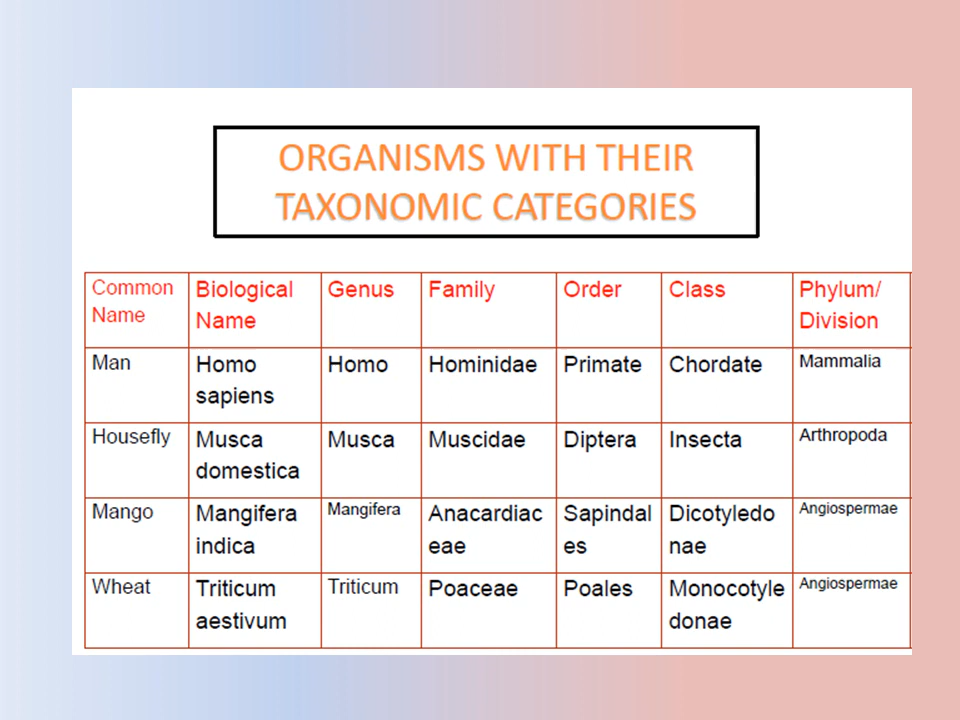 ORGANISMS WITH THEIR
TAXONOMIC CATEGORIES
Common Name Biological Name Genus Family Order Class Phylum/ Division
Man Homo sapiens Homo Hominidae Primate Chordate Mammalia
Housefly Musca domestica Musca Muscidae Diptera Insecta Arthropoda
Mango Mangifera indica Mangifera Anacardiac eae Sapindal es Dicotyledo nae Angiospermae
Wheat Triticum aestivum Triticum Poaceae Poales Monocotyle donae Angiospermae